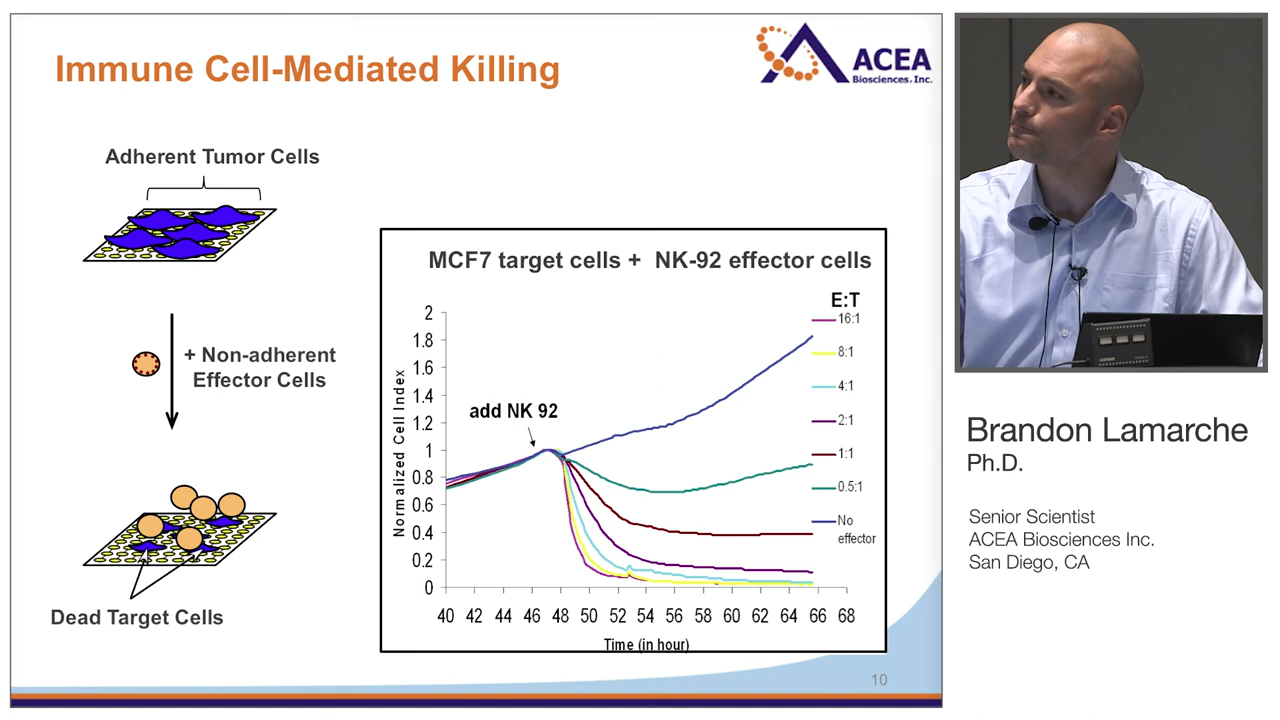 Immune Cell-Mediated Killing
ACEA
Biosciences, Inc.
Adherent Tumor Cells
+ Non-adherent
Effector Cells
Dead Target Cells
MCF7 target cells + NK-92 effector cells
E:T
16:1
8:1
4:1
2:1
1:1
0.5:1
No
effector
add NK 92
Normalized Cell Index
2
1.8
1.6
1.4
1.2
1
0.8
0.6
0.4
0.2
0
40 42 44 46 48 50 52 54 56 58 60 62 64 66 68
Time (in hour)
10
Brandon Lamarche
Ph.D.
Senior Scientist
ACEA Biosciences Inc.
San Diego, CA